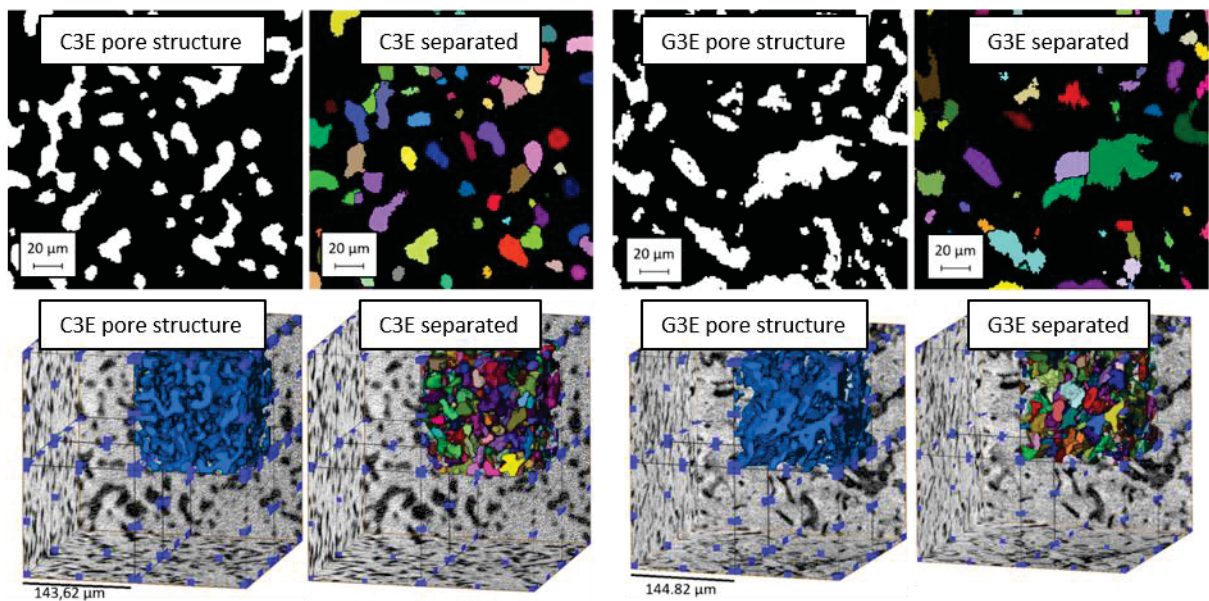 C3E pore structure
C3E separated
G3E pore structure
G3E separated
20 µm
20 µm
20 µm
20 µm
C3E pore structure
C3E separated
G3E pore structure
G3E separated
143,62 µm
144.82 µm